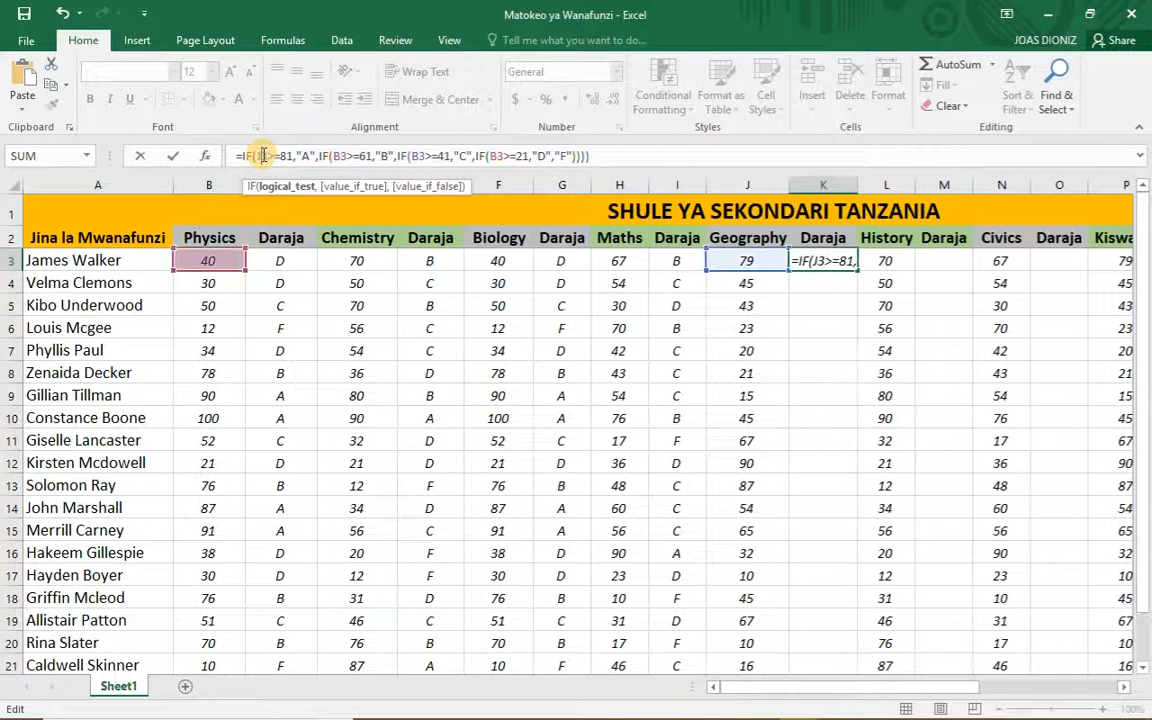 Matokeo ya Wanafunzi - Excel
File Home Insert Page Layout Formulas Data Review View Tell me what you want to do... JOAS DIONIZ Share
Paste 12 A A Wrap Text General Conditional Formatting Format as Table Cell Styles Insert Delete Format AutoSum Fill Clear Sort & Filter Find & Select
B I U A Merge & Center $ %
Clipboard Font Alignment Number Styles Cells Editing
SUM fx =IF(J3>=81,"A",IF(B3>=61,"B",IF(B3>=41,"C",IF(B3>=21,"D","F"))))
IF(logical_test, [value_if_true], [value_if_false])
A B F G H I J K L M N O P
1 SHULE YA SEKONDARI TANZANIA
2 Jina la Mwanafunzi Physics Daraja Chemistry Daraja Biology Daraja Maths Daraja Geography Daraja History Daraja Civics Daraja Kiswa
3 James Walker 40 D 70 B 40 D 67 B 79 =IF(J3>=81, 70 67 79
4 Velma Clemons 30 D 50 C 30 D 54 C 45 50 54 45
5 Kibo Underwood 50 C 70 B 50 C 30 D 43 70 30 43
6 Louis Mcgee 12 F 56 C 12 F 70 B 23 56 70 23
7 Phyllis Paul 34 D 54 C 34 D 42 C 20 54 42 20
8 Zenaida Decker 78 B 36 D 78 B 43 C 21 36 43 21
9 Gillian Tillman 90 A 80 B 90 A 54 C 15 80 54 15
10 Constance Boone 100 A 90 A 100 A 76 B 45 90 76 45
11 Giselle Lancaster 52 C 32 D 52 C 17 F 67 32 17 67
12 Kirsten Mcdowell 21 D 21 D 21 D 36 D 90 21 36 90
13 Solomon Ray 76 B 12 F 76 B 48 C 87 12 48 87
14 John Marshall 87 A 34 D 87 A 60 C 54 34 60 54
15 Merrill Carney 91 A 56 C 91 A 56 C 65 56 56 65
16 Hakeem Gillespie 38 D 20 F 38 D 90 A 32 20 90 32
17 Hayden Boyer 30 D 12 F 30 D 23 D 10 12 23 10
18 Griffin Mcleod 76 B 31 D 76 B 10 F 45 31 10 45
19 Allistair Patton 51 C 46 C 51 C 31 D 67 46 31 67
20 Rina Slater 70 B 76 B 70 B 17 F 10 76 17 10
21 Caldwell Skinner 10 F 87 A 10 F 46 C 16 87 46 16
Sheet1
Edit 100%